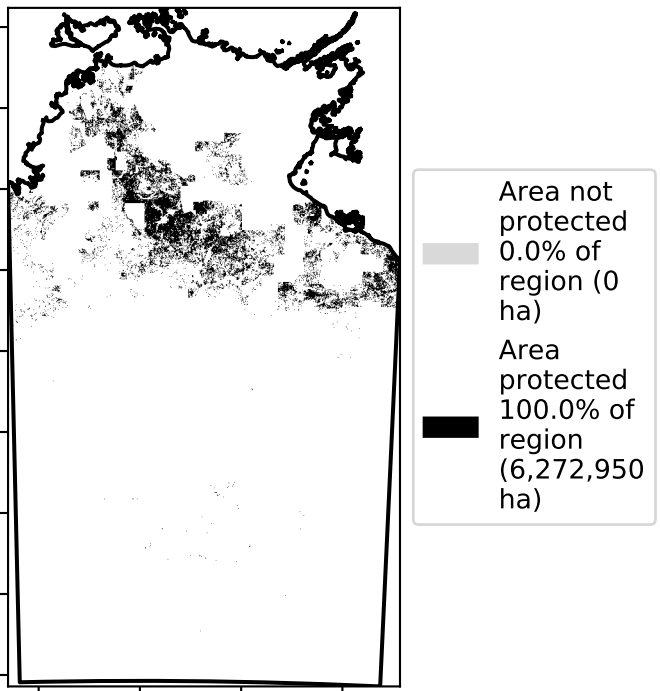 Area not
protected
0.0% of
region (0
ha)
Area
protected
100.0% of
region
(6,272,950
ha)